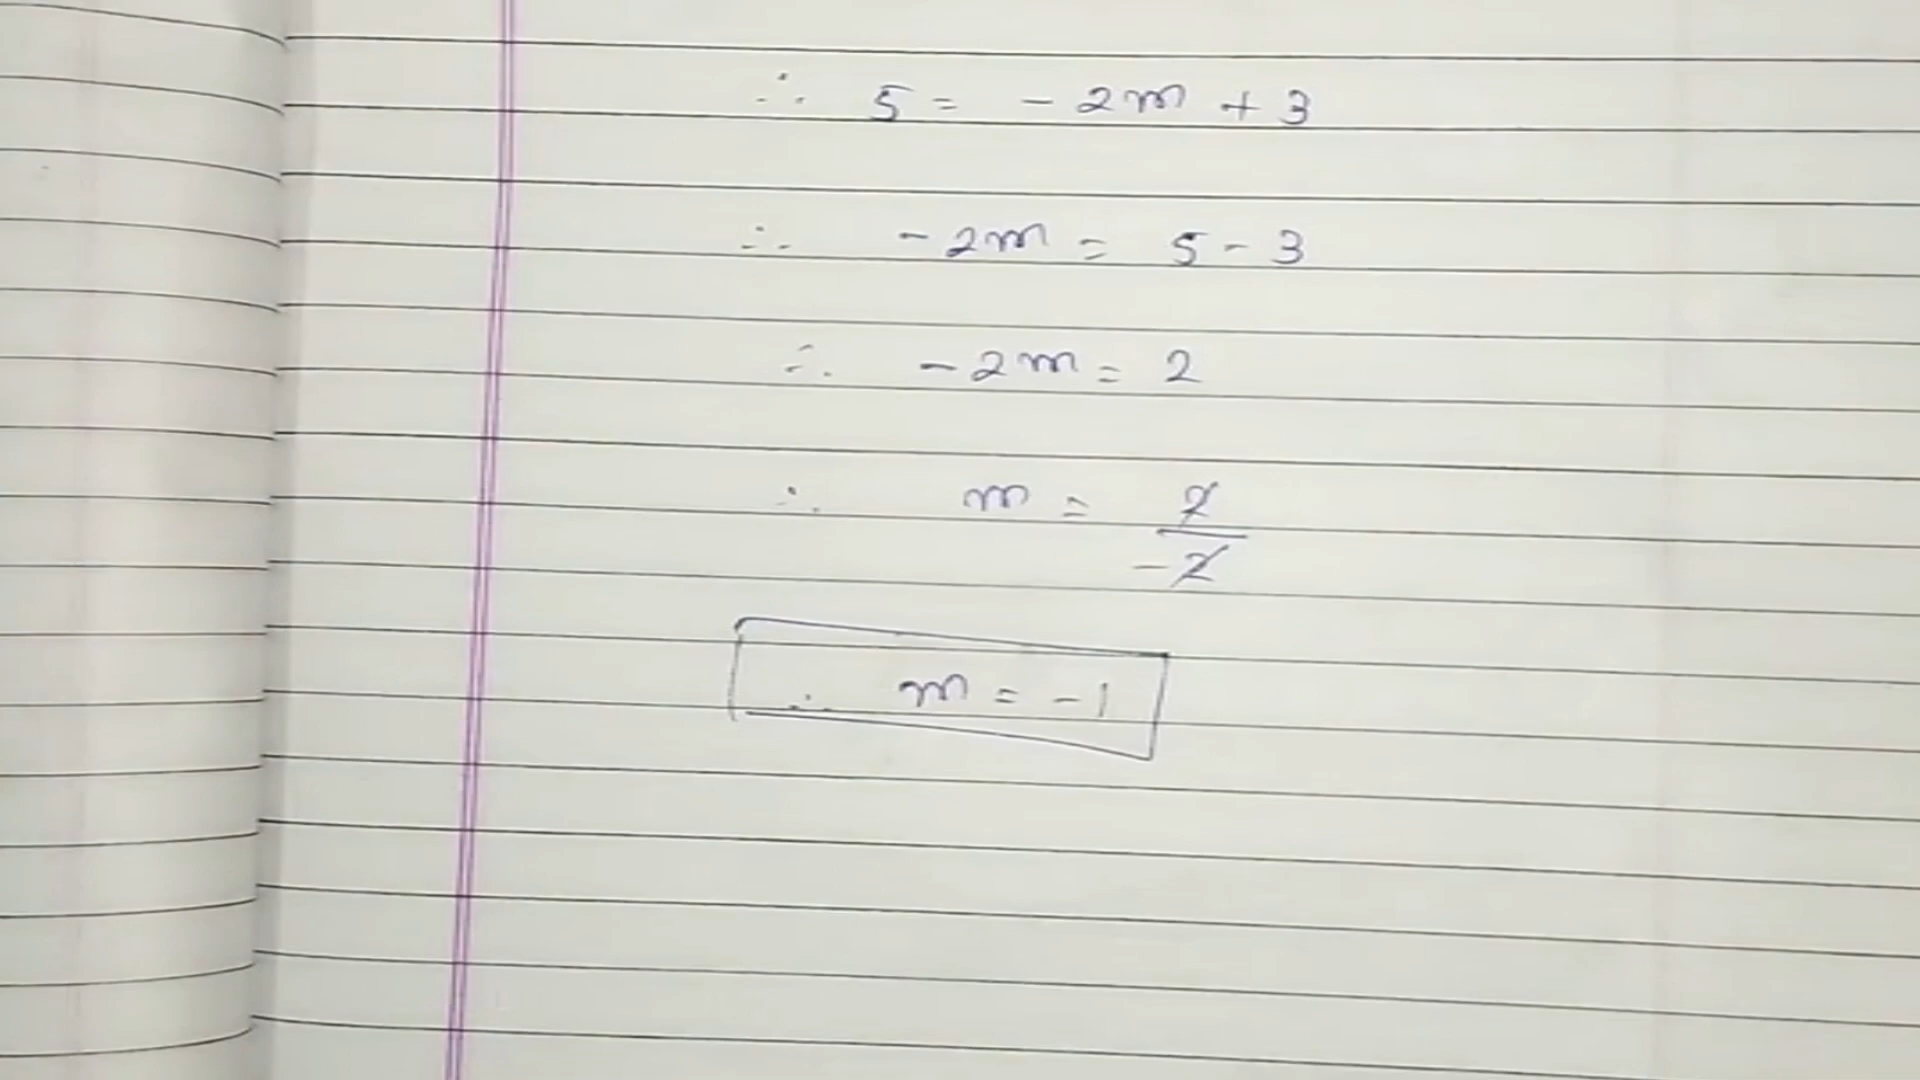 ∴ 5 = - 2m + 3
∴ - 2m = 5 - 3
∴ - 2m = 2
∴ m = 2/-2
∴ m = -1